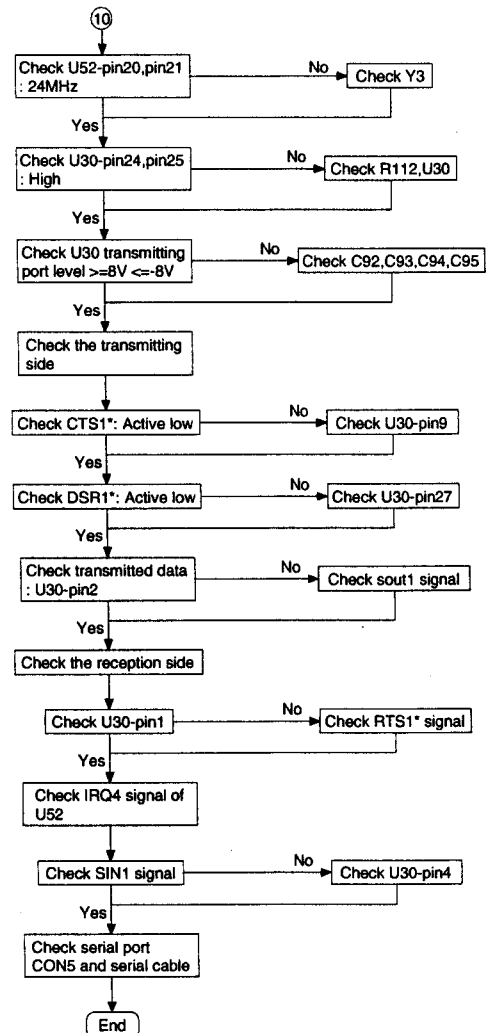 10
Check U52-pin20,pin21
: 24MHz
No
Check Y3
Yes
Check U30-pin24,pin25
: High
No
Check R112,U30
Yes
Check U30 transmitting
port level >=8V <=-8V
No
Check C92,C93,C94,C95
Yes
Check the transmitting
side
Check CTS1*: Active low
No
Check U30-pin9
Yes
Check DSR1*: Active low
No
Check U30-pin27
Yes
Check transmitted data
: U30-pin2
No
Check sout1 signal
Yes
Check the reception side
Check U30-pin1
No
Check RTS1* signal
Yes
Check IRQ4 signal of
U52
Check SIN1 signal
No
Check U30-pin4
Yes
Check serial port
CON5 and serial cable
End